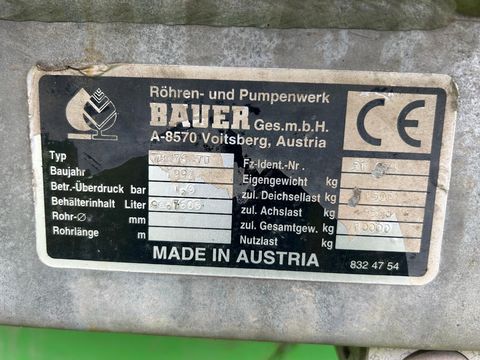 Röhren- und Pumpenwerk
BAUER Ges.m.b.H.
A-8570 Voitsberg, Austria
CE
Typ
Baujahr
Betr.-Überdruck bar
Behälterinhalt Liter
Rohr-Ø mm
Rohrlänge m
Fz-Ident.-Nr.
Eigengewicht kg
zul. Deichsellast kg
zul. Achslast kg
zul. Gesamtgew. kg
Nutzlast kg
MADE IN AUSTRIA
832 47 54